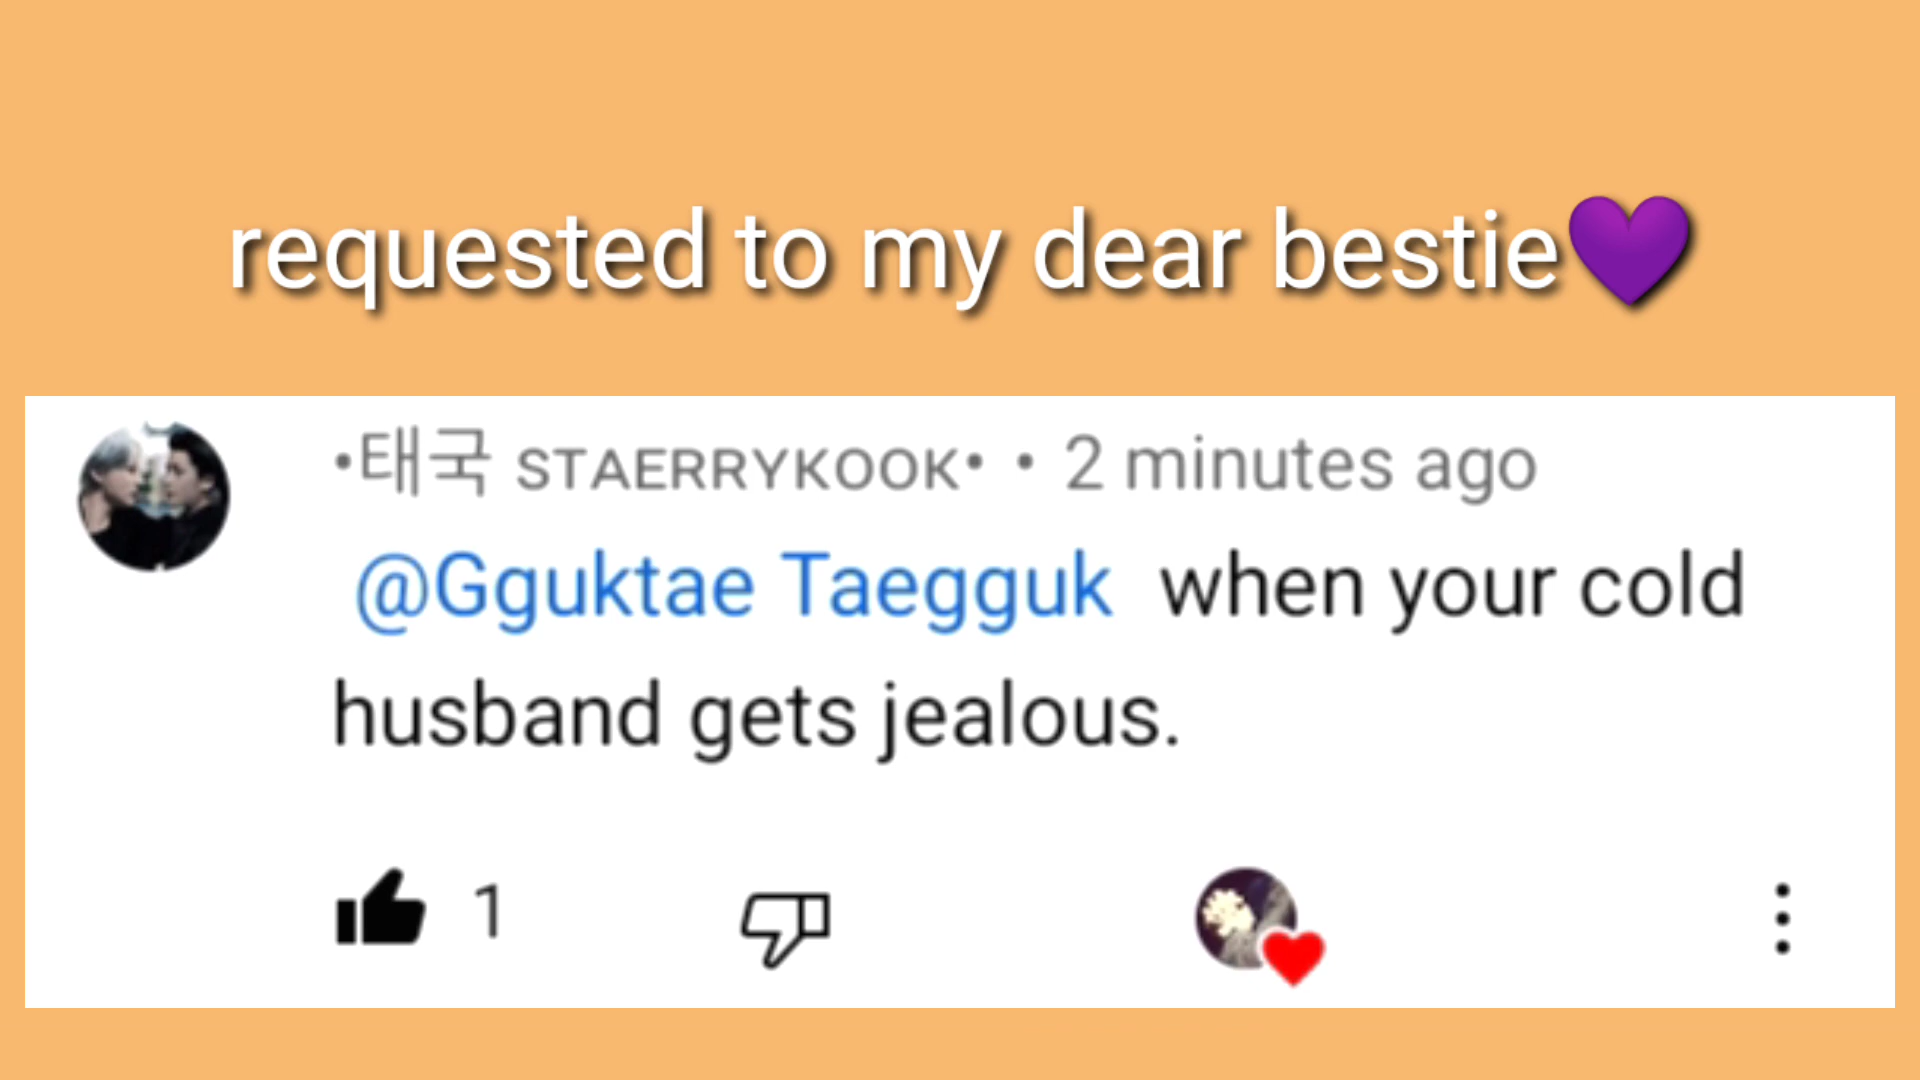 requested to my dear bestie💜
•태국 ꜱᴛᴀᴇʀʀʏᴋᴏᴏᴋ• • 2 minutes ago
@Gguktae Taegguk when your cold
husband gets jealous.
1